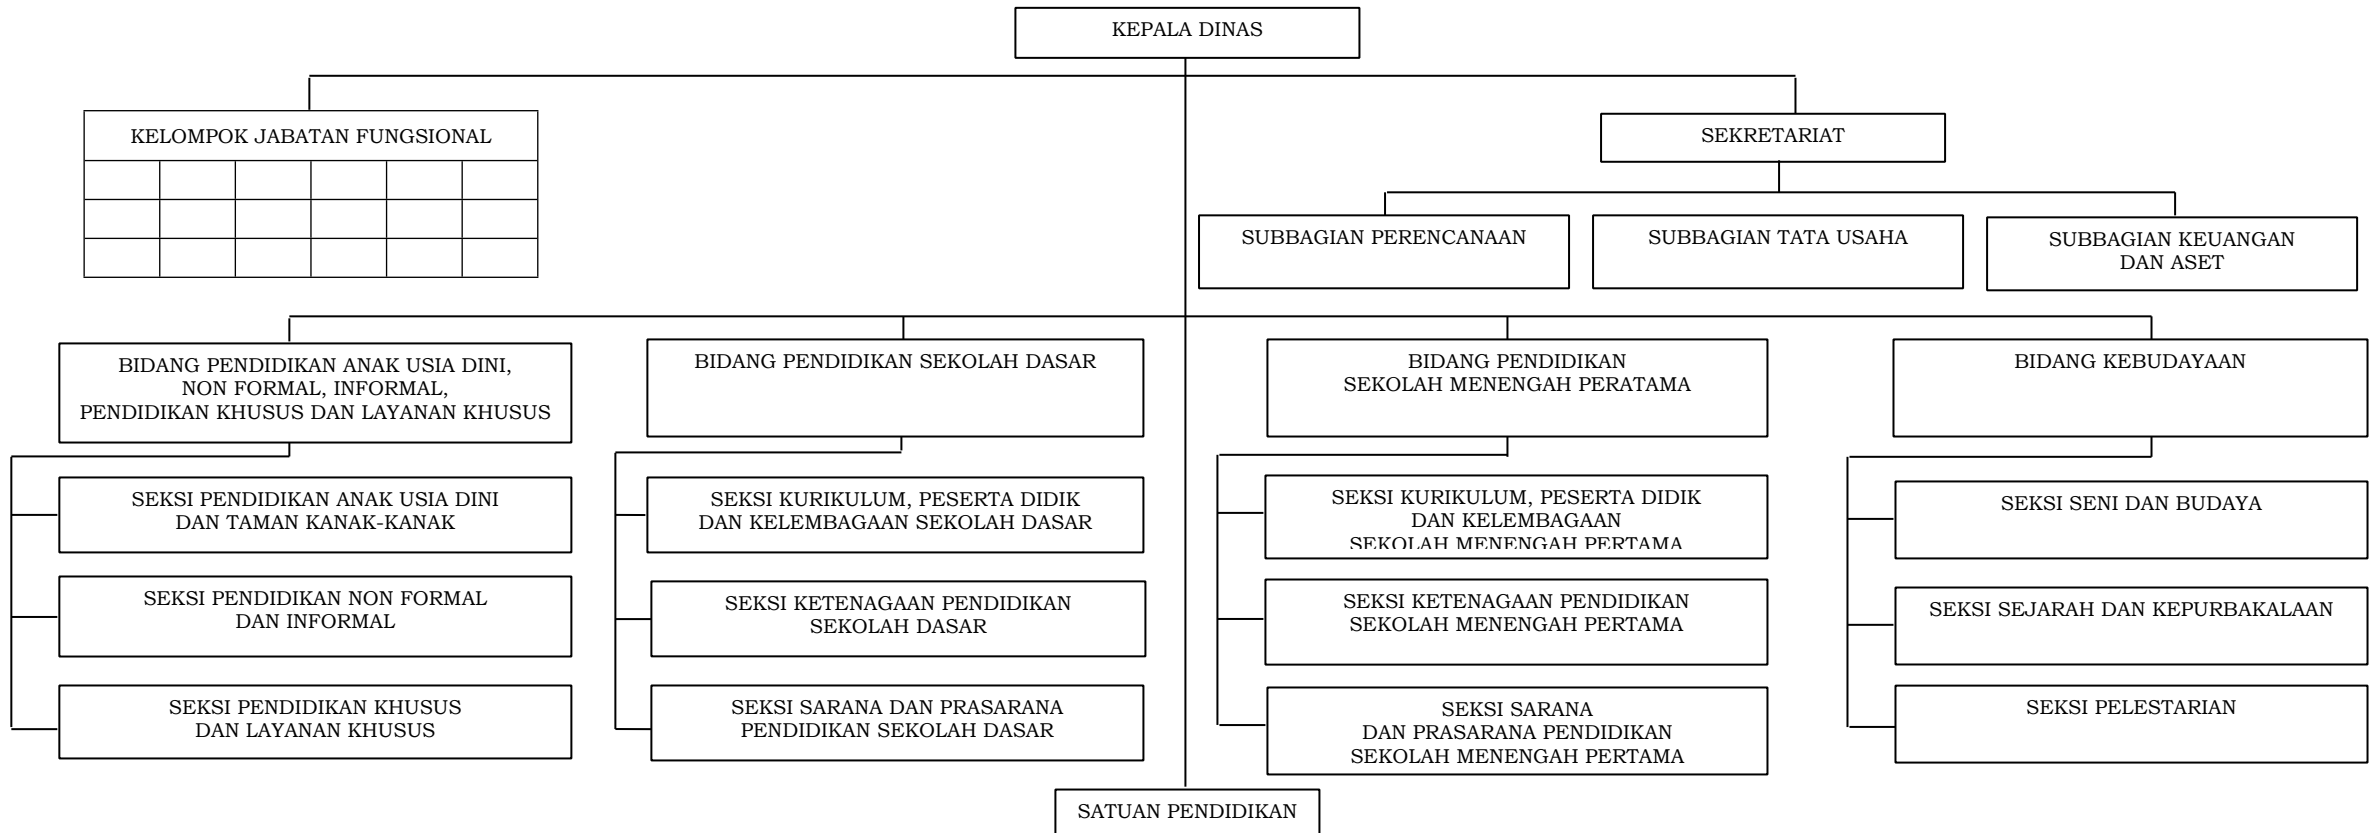 KEPALA DINAS
KELOMPOK JABATAN FUNGSIONAL
SEKRETARIAT
SUBBAGIAN PERENCANAAN
SUBBAGIAN TATA USAHA
SUBBAGIAN KEUANGAN
DAN ASET
BIDANG PENDIDIKAN ANAK USIA DINI,
NON FORMAL, INFORMAL,
PENDIDIKAN KHUSUS DAN LAYANAN KHUSUS
BIDANG PENDIDIKAN SEKOLAH DASAR
BIDANG PENDIDIKAN
SEKOLAH MENENGAH PERATAMA
BIDANG KEBUDAYAAN
SEKSI PENDIDIKAN ANAK USIA DINI
DAN TAMAN KANAK-KANAK
SEKSI KURIKULUM, PESERTA DIDIK
DAN KELEMBAGAAN SEKOLAH DASAR
SEKSI KURIKULUM, PESERTA DIDIK
DAN KELEMBAGAAN
SEKOLAH MENENGAH PERTAMA
SEKSI SENI DAN BUDAYA
SEKSI PENDIDIKAN NON FORMAL
DAN INFORMAL
SEKSI KETENAGAAN PENDIDIKAN
SEKOLAH DASAR
SEKSI KETENAGAAN PENDIDIKAN
SEKOLAH MENENGAH PERTAMA
SEKSI SEJARAH DAN KEPURBAKALAAN
SEKSI PENDIDIKAN KHUSUS
DAN LAYANAN KHUSUS
SEKSI SARANA DAN PRASARANA
PENDIDIKAN SEKOLAH DASAR
SEKSI SARANA
DAN PRASARANA PENDIDIKAN
SEKOLAH MENENGAH PERTAMA
SEKSI PELESTARIAN
SATUAN PENDIDIKAN